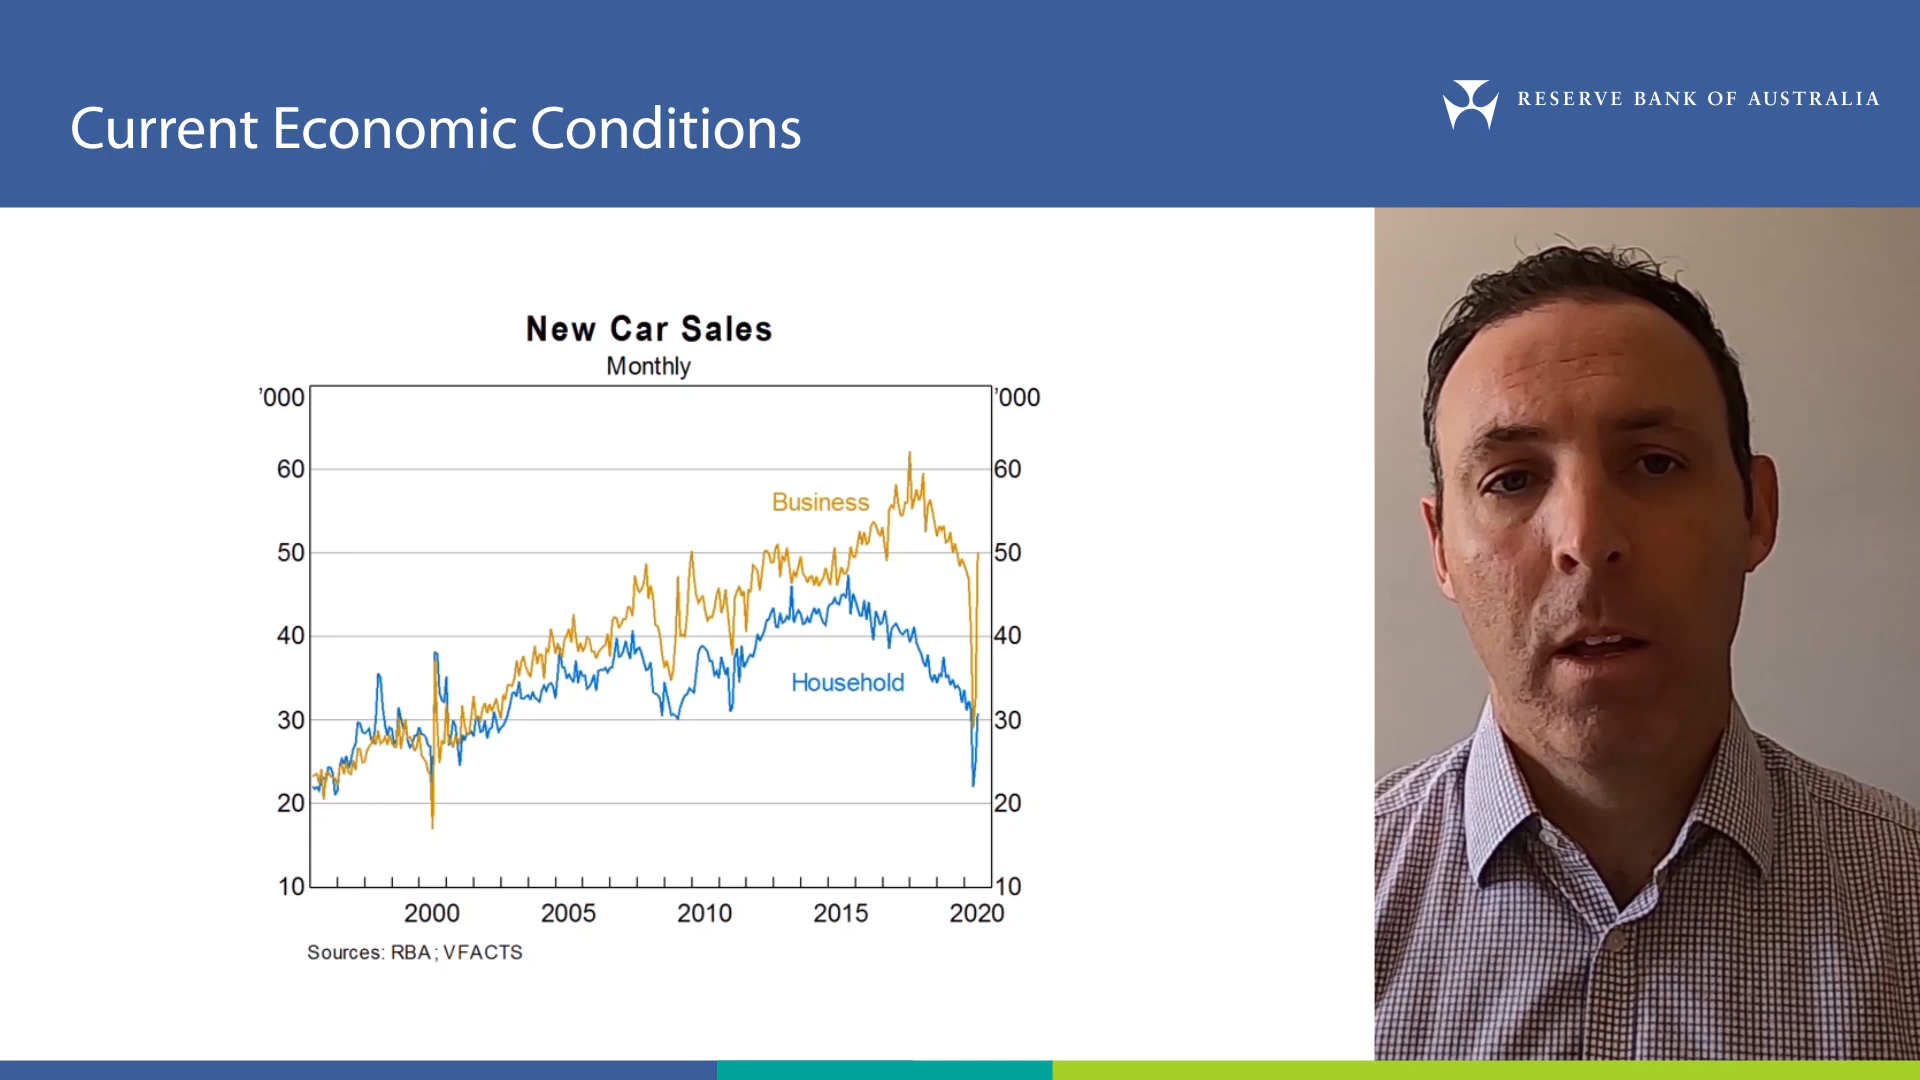 Current Economic Conditions
RESERVE BANK OF AUSTRALIA
New Car Sales
Monthly
’000 ’000
60 60
Business
50 50
40 40
Household
30 30
20 20
10 10
2000 2005 2010 2015 2020
Sources: RBA; VFACTS